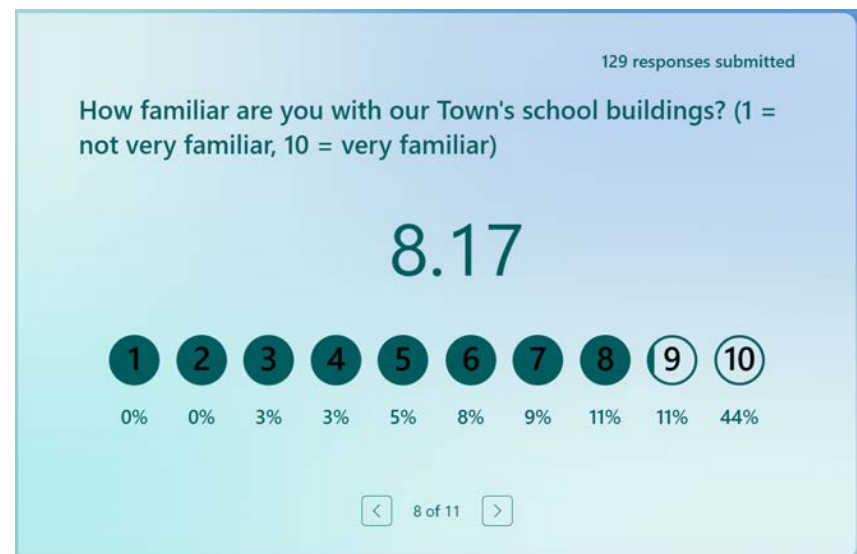 129 responses submitted
How familiar are you with our Town's school buildings? (1 =
not very familiar, 10 = very familiar)
8.17
1 2 3 4 5 6 7 8 9 10
0% 0% 3% 3% 5% 8% 9% 11% 11% 44%
8 of 11